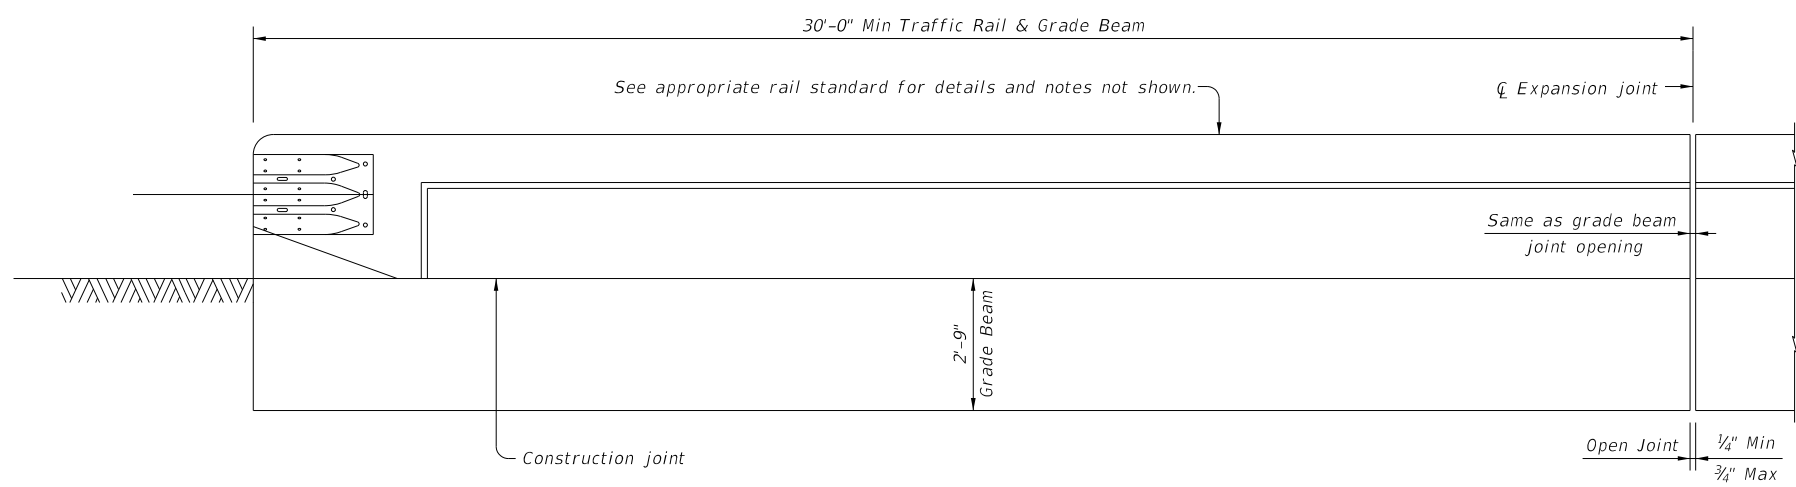 30'-0" Min Traffic Rail & Grade Beam
See appropriate rail standard for details and notes not shown.
℄ Expansion joint
Same as grade beam
joint opening
2'-9"
Grade Beam
Construction joint
Open Joint
¼" Min
¾" Max